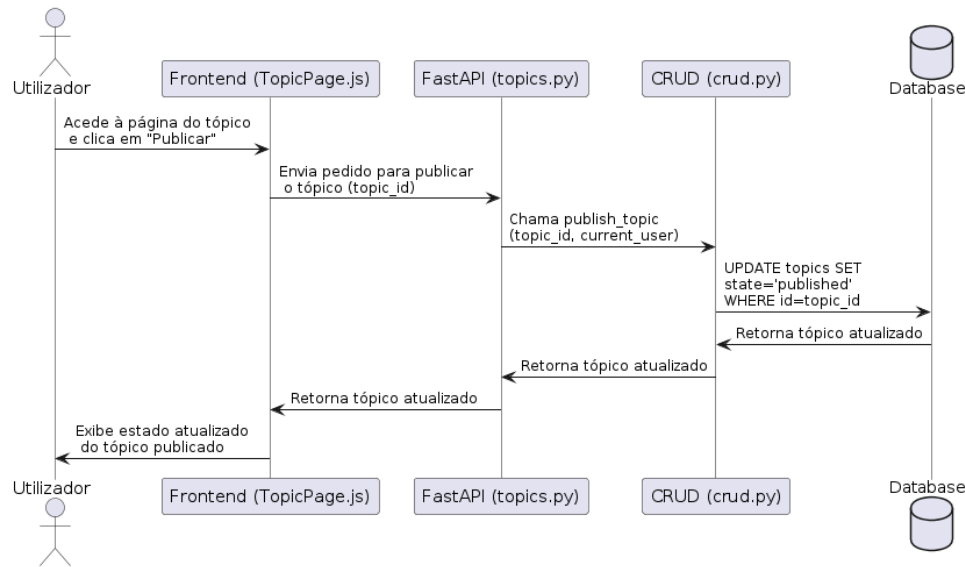 Utilizador
Frontend (TopicPage.js)
FastAPI (topics.py)
CRUD (crud.py)
Database
Acede à página do tópico
e clica em "Publicar"
Envia pedido para publicar
o tópico (topic_id)
Chama publish_topic
(topic_id, current_user)
UPDATE topics SET
state='published'
WHERE id=topic_id
Retorna tópico atualizado
Retorna tópico atualizado
Retorna tópico atualizado
Exibe estado atualizado
do tópico publicado
Utilizador
Frontend (TopicPage.js)
FastAPI (topics.py)
CRUD (crud.py)
Database